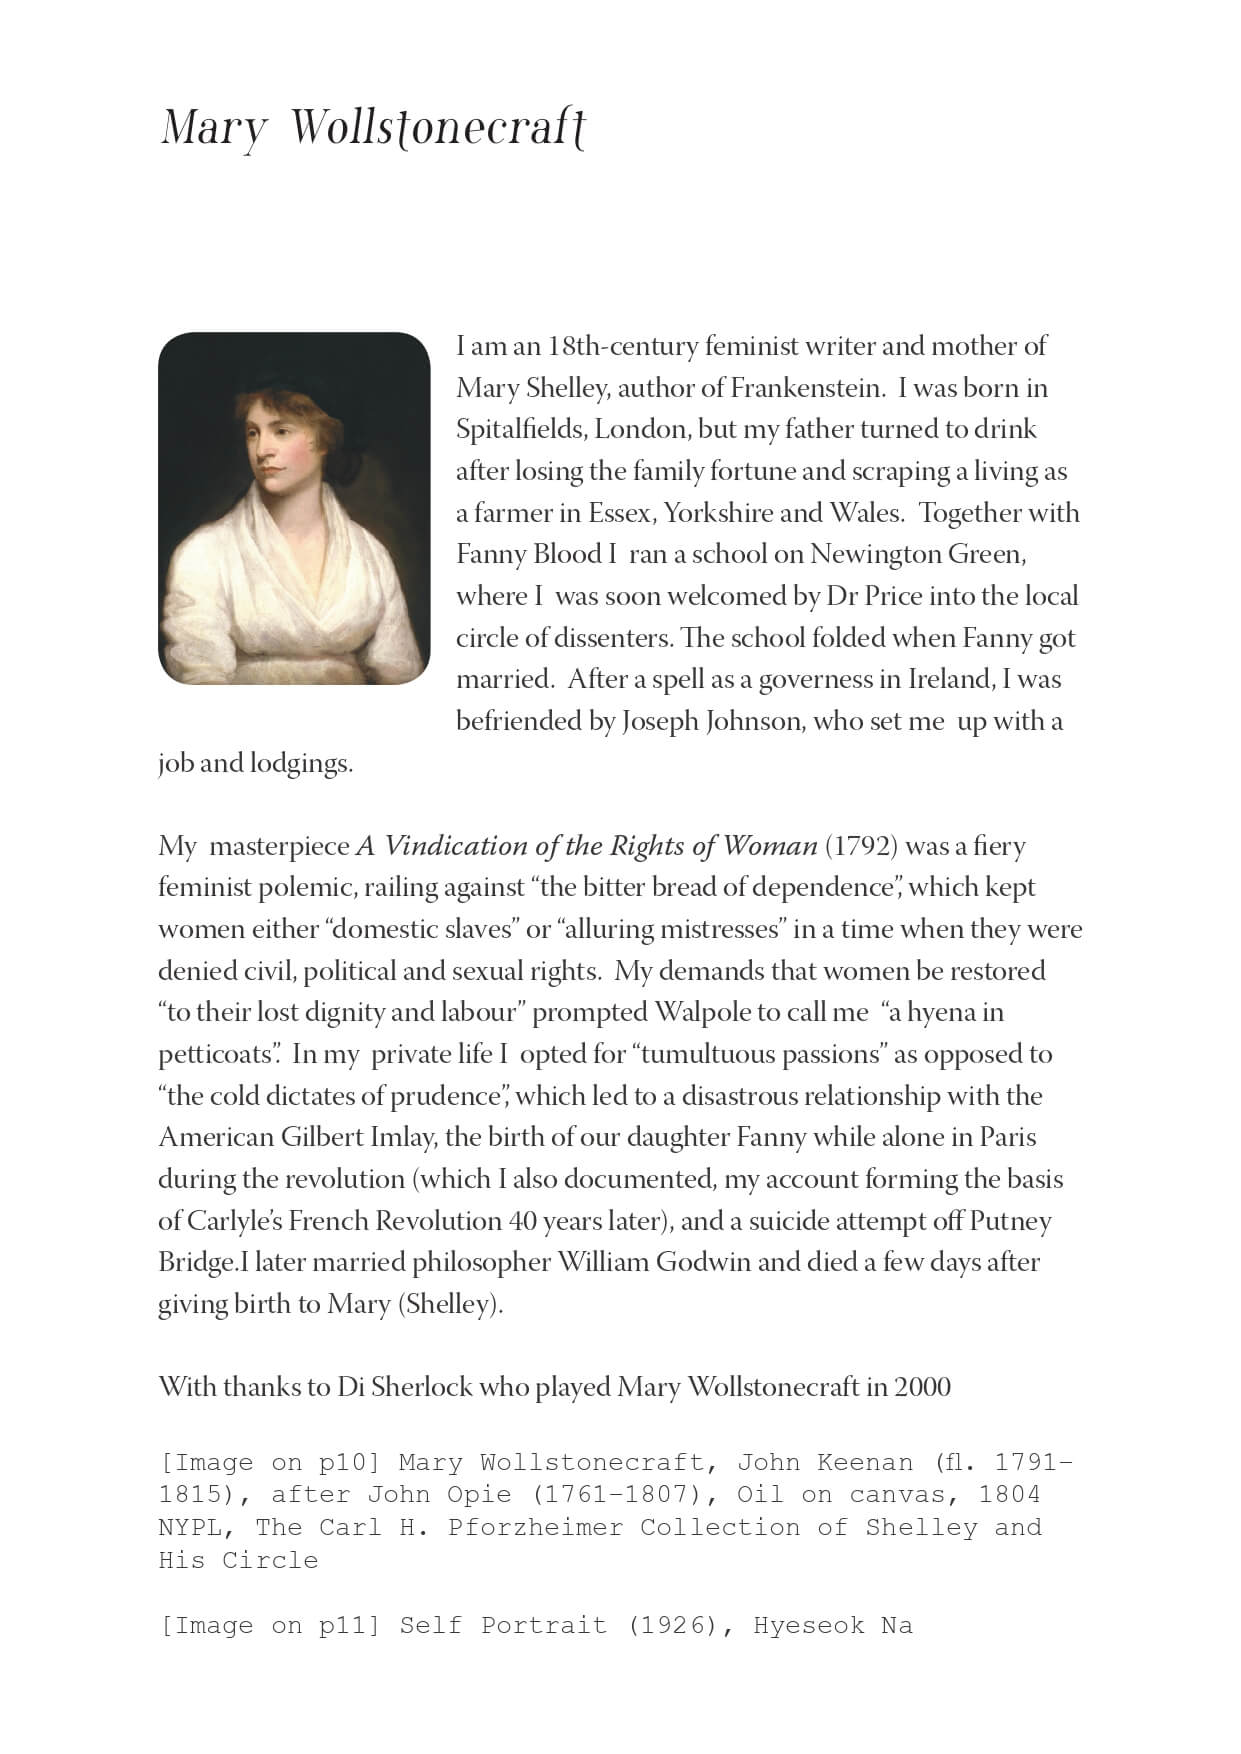 Mary Wollstonecraft
I am an 18th-century feminist writer and mother of
Mary Shelley, author of Frankenstein.  I was born in
Spitalfields, London, but my father turned to drink
after losing the family fortune and scraping a living as
a farmer in Essex, Yorkshire and Wales.  Together with
Fanny Blood I  ran a school on Newington Green,
where I  was soon welcomed by Dr Price into the local
circle of dissenters. The school folded when Fanny got
married.  After a spell as a governess in Ireland, I was
befriended by Joseph Johnson, who set me  up with a
job and lodgings.
My  masterpiece A Vindication of the Rights of Woman (1792) was a fiery
feminist polemic, railing against “the bitter bread of dependence”, which kept
women either “domestic slaves” or “alluring mistresses” in a time when they were
denied civil, political and sexual rights.  My demands that women be restored
“to their lost dignity and labour” prompted Walpole to call me  “a hyena in
petticoats”.  In my  private life I  opted for “tumultuous passions” as opposed to
“the cold dictates of prudence”, which led to a disastrous relationship with the
American Gilbert Imlay, the birth of our daughter Fanny while alone in Paris
during the revolution (which I also documented, my account forming the basis
of Carlyle’s French Revolution 40 years later), and a suicide attempt off Putney
Bridge.I later married philosopher William Godwin and died a few days after
giving birth to Mary (Shelley).
With thanks to Di Sherlock who played Mary Wollstonecraft in 2000
[Image on p10] Mary Wollstonecraft, John Keenan (fl. 1791–
1815), after John Opie (1761–1807), Oil on canvas, 1804
NYPL, The Carl H. Pforzheimer Collection of Shelley and
His Circle
[Image on p11] Self Portrait (1926), Hyeseok Na